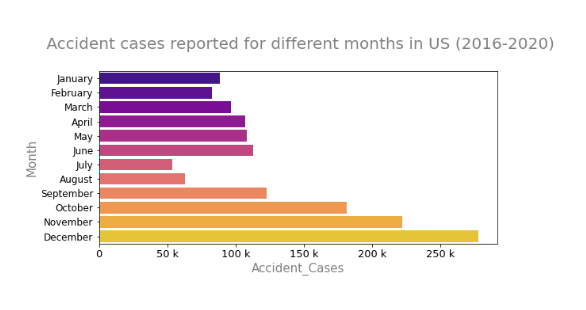 Accident cases reported for different months in US (2016-2020)
Month
January
February
March
April
May
June
July
August
September
October
November
December
0 50 k 100 k 150 k 200 k 250 k
Accident_Cases